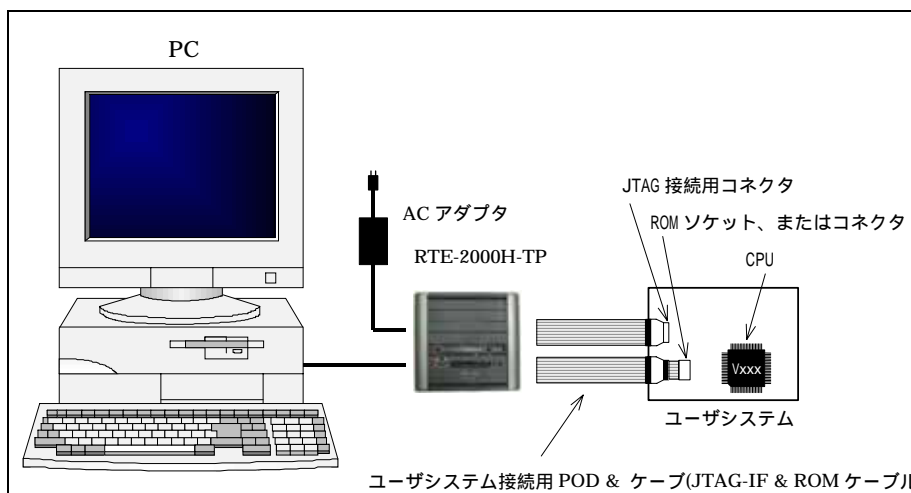 PC
AC アダプタ
RTE-2000H-TP
JTAG 接続用コネクタ
ROM ソケット、またはコネクタ
CPU
Vxxx
ユーザシステム
ユーザシステム接続用 POD & ケーブ(JTAG-IF & ROM ケーブル